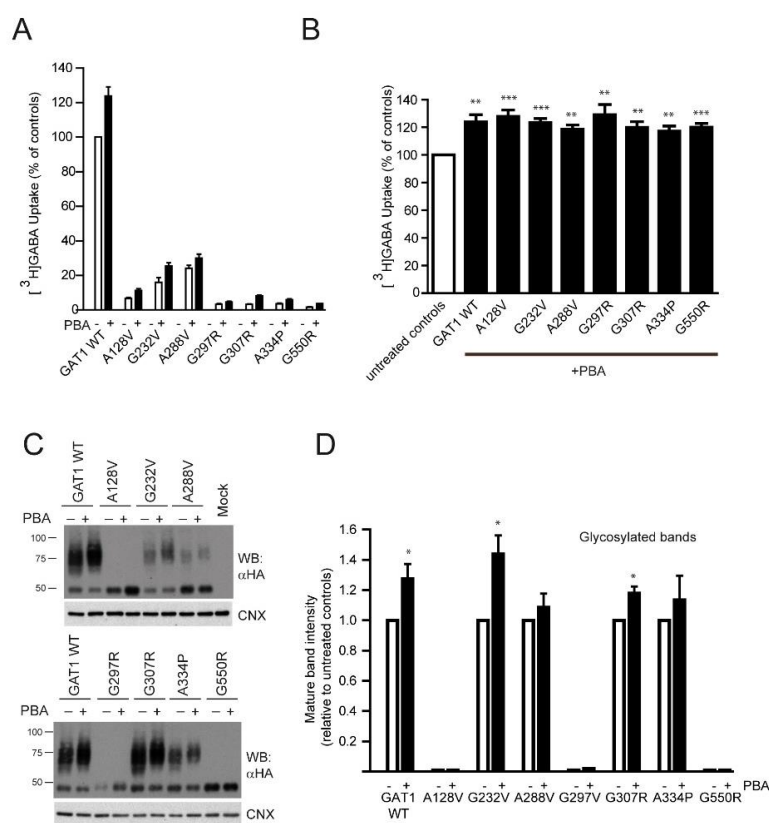 A
[ ³H]GABA Uptake (% of controls)
140
120
100
80
60
40
20
0
PBA - + - + - + - + - + - + - + - +
GAT1 WT
A128V
G232V
A288V
G297R
G307R
A334P
G550R
B
[ ³H]GABA Uptake (% of controls)
140
120
100
80
60
40
20
0
** *** *** ** ** ** ** ***
untreated controls
GAT1 WT
A128V
G232V
A288V
G297R
G307R
A334P
G550R
+PBA
C
GAT1 WT
A128V
G232V
A288V
Mock
PBA – + – + – + – +
100
75
50
WB:
αHA
CNX
GAT1 WT
G297R
G307R
A334P
G550R
PBA – + – + – + – + – +
100
75
50
WB:
αHA
CNX
D
Mature band intensity
(relative to untreated controls)
1.6
1.4
1.2
1.0
0.8
0.6
0.4
0.2
Glycosylated bands
* * *
- + - + - + - + - + - + - + - + PBA
GAT1 A128V G232V A288V G297V G307R A334P G550R
WT